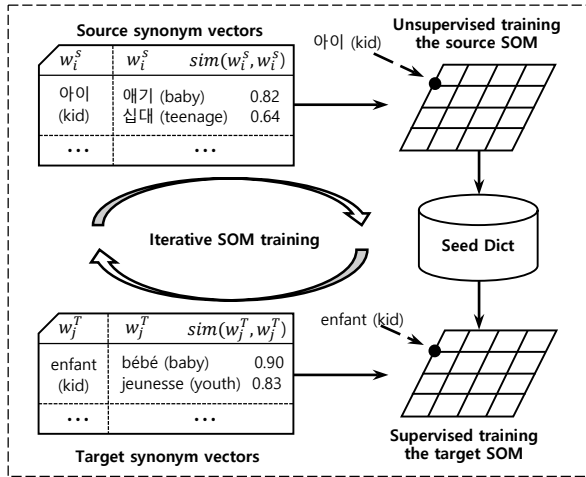 Source synonym vectors
Unsupervised training
the source SOM
아이 (kid)
w_i^S w_i^S sim(w_i^S, w_i^S)
아이 애기 (baby) 0.82
(kid) 십대 (teenage) 0.64
... ...
Iterative SOM training
Seed Dict
w_j^T w_j^T sim(w_j^T, w_j^T)
enfant (kid)
enfant bébé (baby) 0.90
(kid) jeunesse (youth) 0.83
... ...
Target synonym vectors
Supervised training
the target SOM